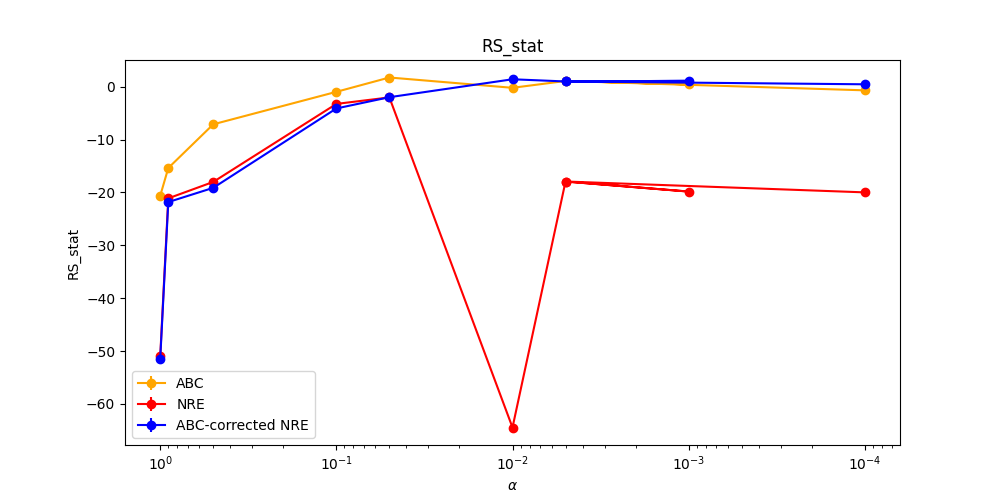 RS_stat
RS_stat
0
−10
−20
−30
−40
−50
−60
ABC
NRE
ABC-corrected NRE
10⁰
10⁻¹
10⁻²
10⁻³
10⁻⁴
α